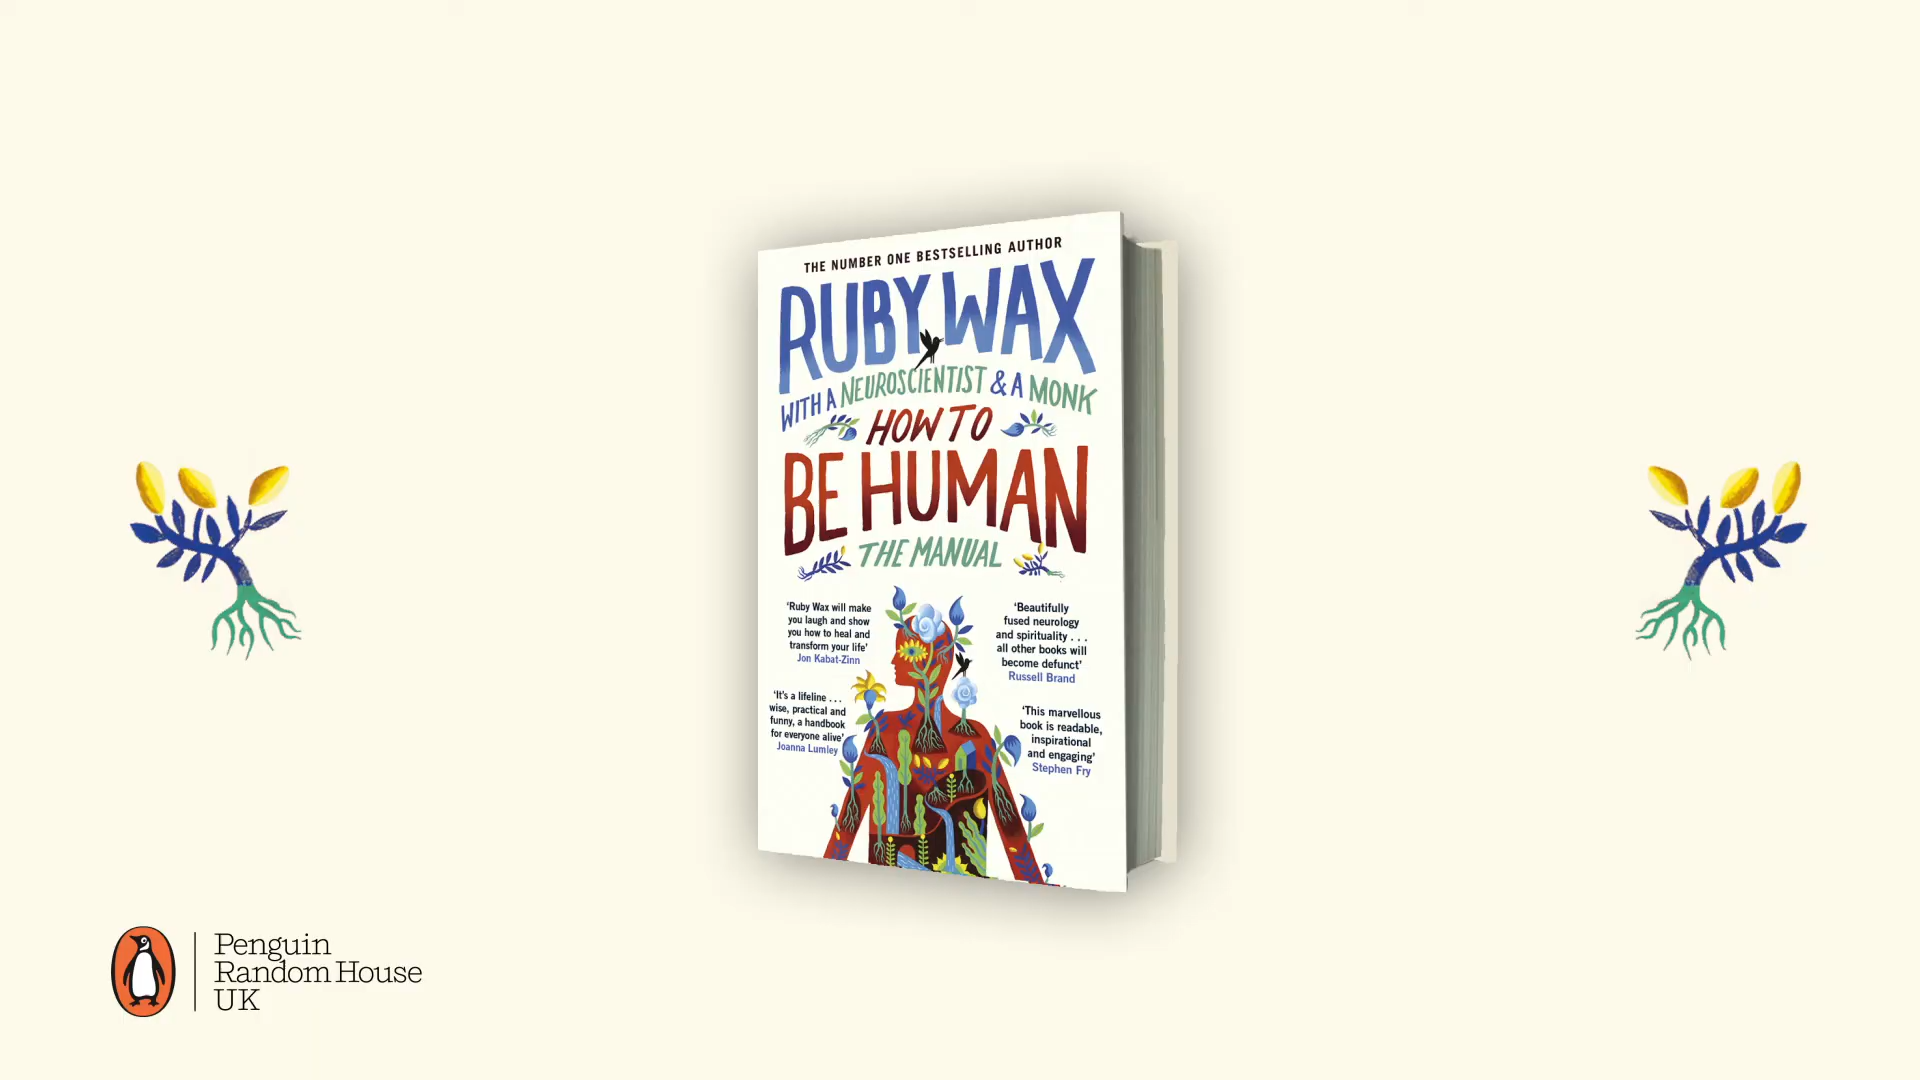 THE NUMBER ONE BESTSELLING AUTHOR
RUBY WAX
WITH A NEUROSCIENTIST & A MONK
HOW TO
BE HUMAN
THE MANUAL
‘Ruby Wax will make
you laugh and show
you how to heal and
transform your life’
Jon Kabat-Zinn
‘Beautifully
fused neurology
and spirituality . . .
all other books will
become defunct’
Russell Brand
‘It’s a lifeline . . .
wise, practical and
funny, a handbook
for everyone alive’
Joanna Lumley
‘This marvellous
book is readable,
inspirational
and engaging’
Stephen Fry
Penguin
Random House
UK